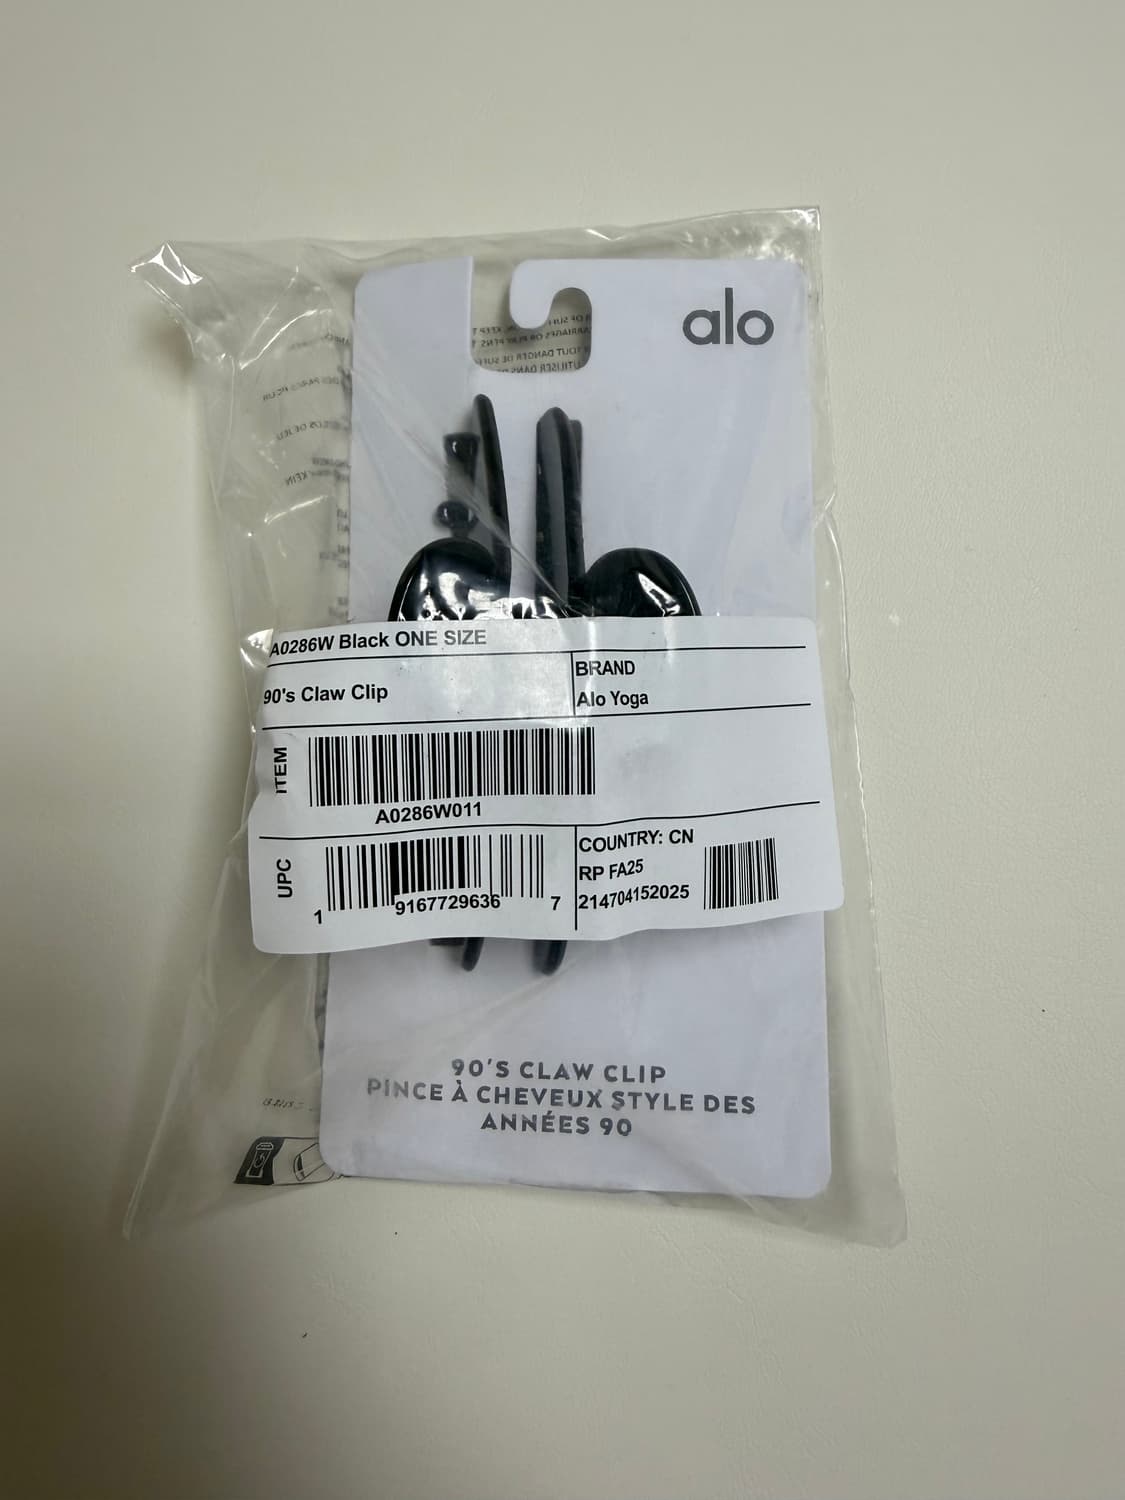 alo
A0286W Black ONE SIZE
90's Claw Clip
BRAND
Alo Yoga
ITEM
A0286W011
UPC
1 9167729636 7
COUNTRY: CN
RP FA25
214704152025
90'S CLAW CLIP
PINCE À CHEVEUX STYLE DES
ANNÉES 90